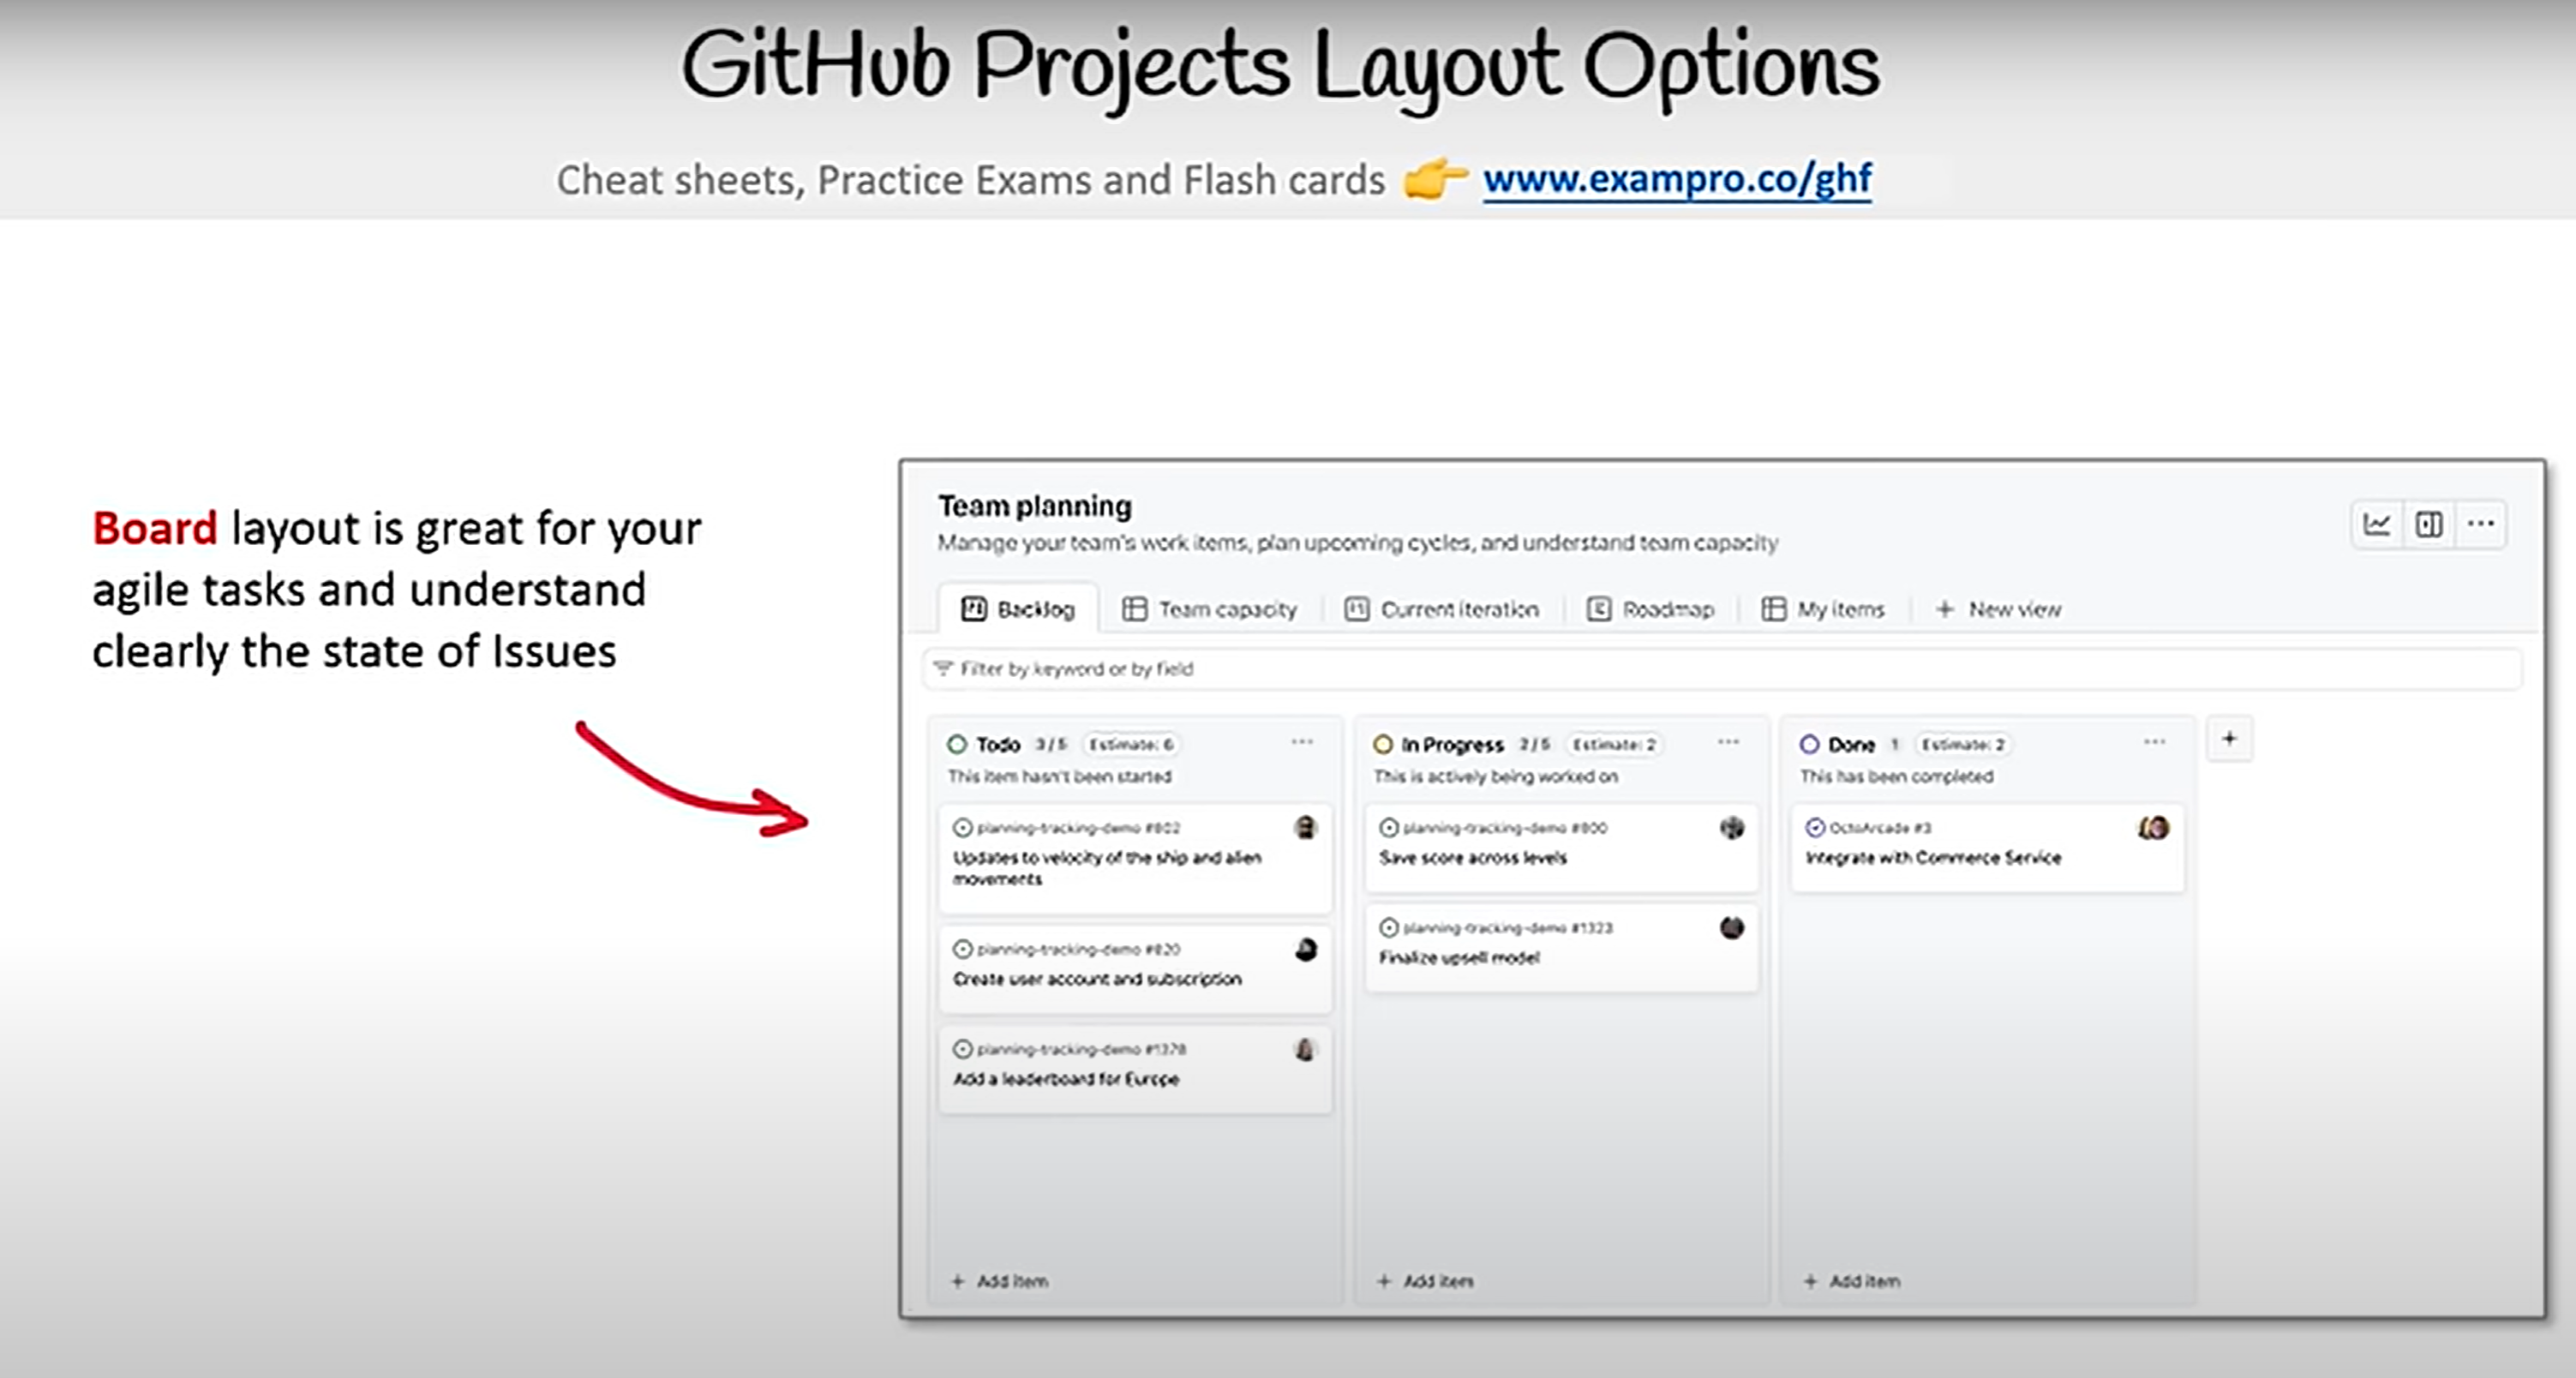 GitHub Projects Layout Options
Cheat sheets, Practice Exams and Flash cards 👉 www.exampro.co/ghf
Board layout is great for your
agile tasks and understand
clearly the state of Issues
Team planning
Manage your team's work items, plan upcoming cycles, and understand team capacity
Backlog Team capacity Current iteration Roadmap My items + New view
Filter by keyword or by field
Todo 3/5 Estimate: 6
This item hasn't been started
planning-tracking-demo #802
Updates to velocity of the ship and alien
movements
planning-tracking-demo #820
Create user account and subscription
planning-tracking-demo
Add a leaderboard for Europe
+ Add item
In Progress 2/5 Estimate: 2
This is actively being worked on
planning-tracking-demo #800
Save score across levels
planning-tracking-demo #1323
Finalize upsell model
+ Add item
Done 1 Estimate: 2
This has been completed
OctoArcade #3
Integrate with Commerce Service
+ Add item
+